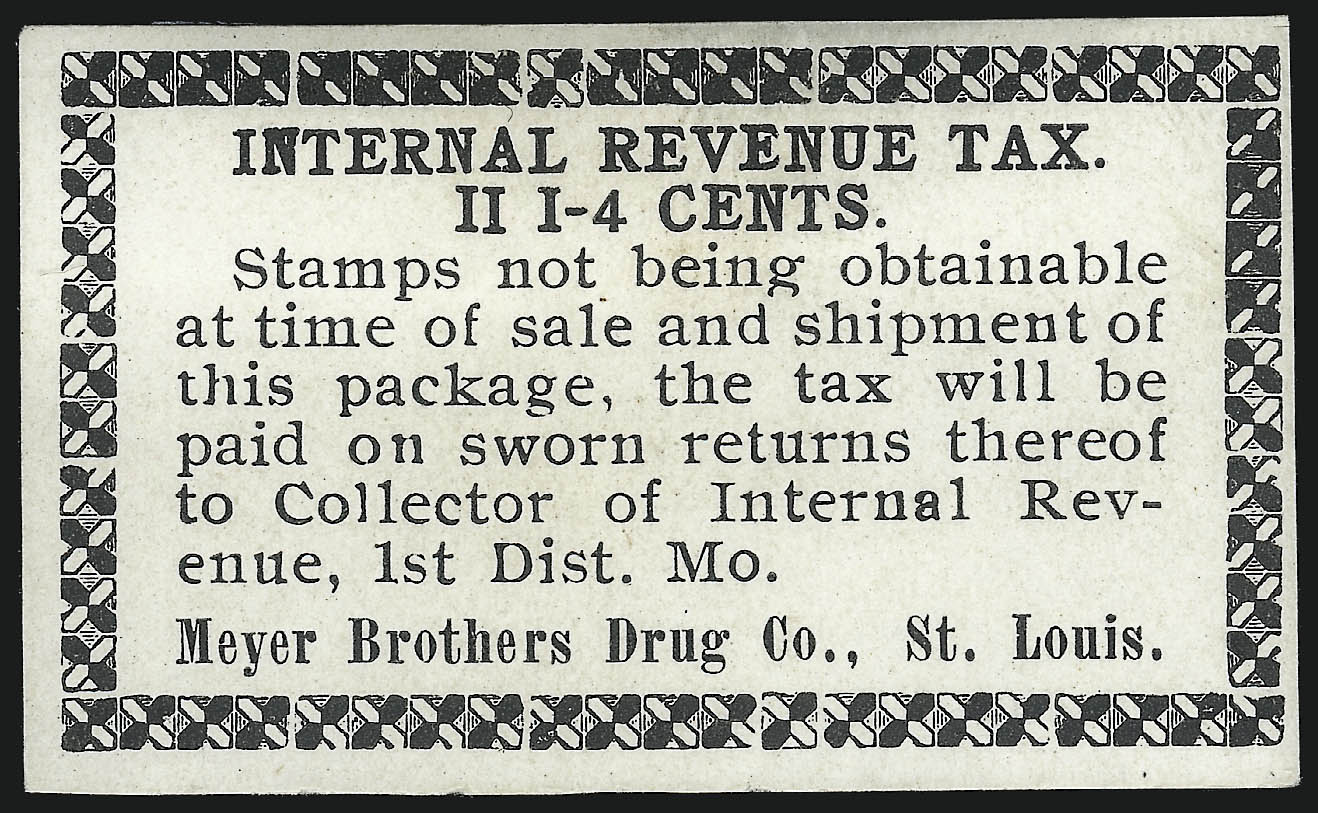 INTERNAL REVENUE TAX.
II I-4 CENTS.
Stamps not being obtainable
at time of sale and shipment of
this package, the tax will be
paid on sworn returns thereof
to Collector of Internal Rev-
enue, 1st Dist. Mo.
Meyer Brothers Drug Co., St. Louis.